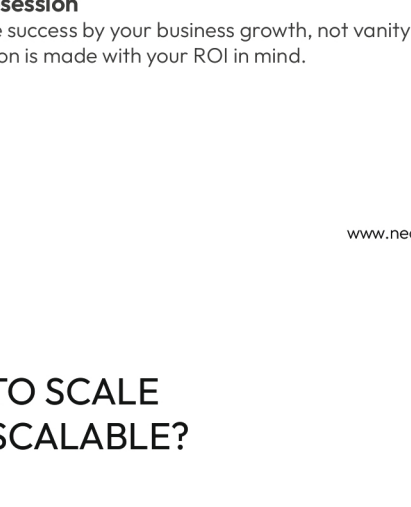 session
success by your business growth, not vanity
on is made with your ROI in mind.
www.nec
TO SCALE
SCALABLE?